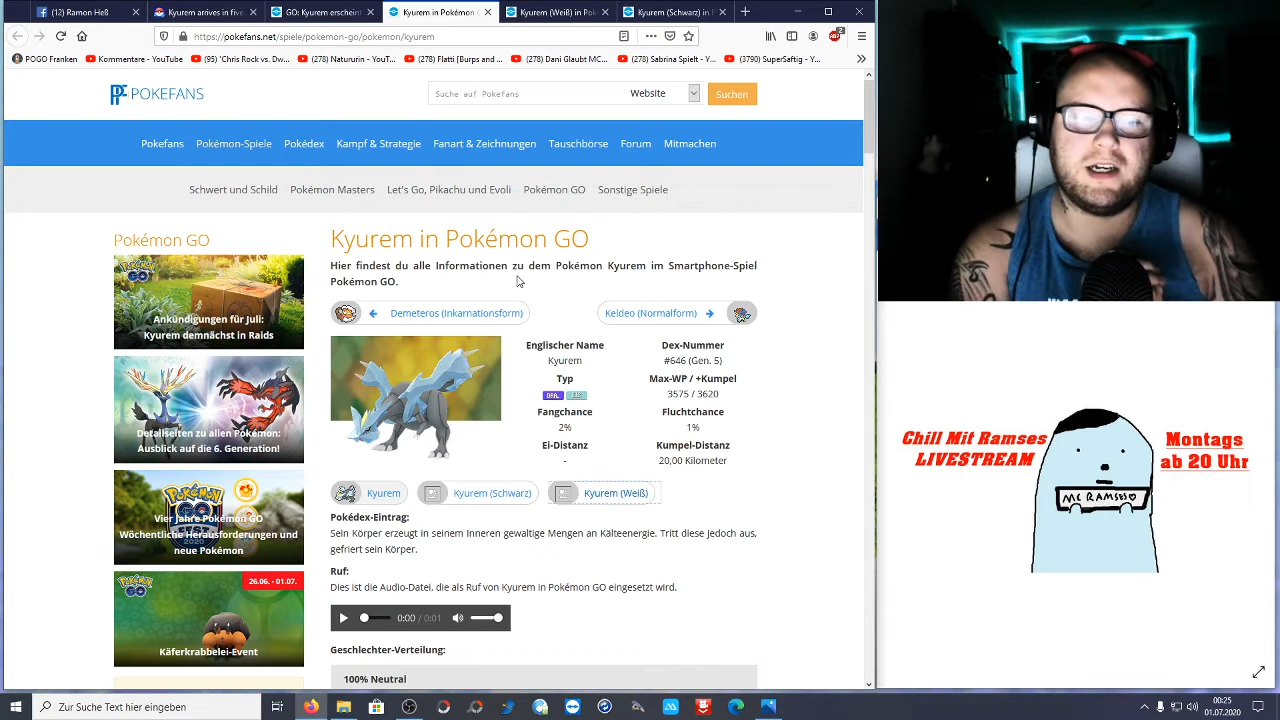 (12) Ramon Heß
Kyurem arrives in five
GO: Kyurem erscheint
Kyurem in Pokémon G
Kyurem (Weiß) in Pok
Kyurem (Schwarz) in P
https://pokefans.net/spiele/pokemon-go/pokemon/kyurem
POGO Franken
Kommentare - YouTube
(95) 'Chris Rock vs. Dw...
(278) Natururin - YouT...
(278) Flatti [Burps and ...
(278) Dani Glaubt MC...
(278) Sabrina Spielt - Y...
(3790) SuperSaftig - Y...
POKEFANS
Suche auf Pokefans
Website
Suchen
Pokefans Pokémon-Spiele Pokédex Kampf & Strategie Fanart & Zeichnungen Tauschbörse Forum Mitmachen
Schwert und Schild Pokémon Masters Let's Go, Pikachu und Evoli Pokémon GO Sonstige Spiele
Pokémon GO
Ankündigungen für Juli:
Kyurem demnächst in Raids
Detailseiten zu allen Pokémon:
Ausblick auf die 6. Generation!
Vier Jahre Pokémon GO
Wöchentliche Herausforderungen und
neue Pokémon
26.06. - 01.07.
Käferkrabbelei-Event
Kyurem in Pokémon GO
Hier findest du alle Informationen zu dem Pokémon Kyurem im Smartphone-Spiel
Pokémon GO.
Demeteros (Inkarnationsform)
Keldeo (Normalform)
Englischer Name
Kyurem
Dex-Nummer
#646 (Gen. 5)
Typ
DRA.
EIS
Max-WP / +Kumpel
3575 / 3620
Fangchance
2%
Fluchtchance
1%
Ei-Distanz
-
Kumpel-Distanz
20,00 Kilometer
Kyurem
Kyurem (Schwarz)
Kyurem (Weiß)
Pokédex-Eintrag:
Sein Körper erzeugt in seinem Inneren gewaltige Mengen an Kälteenergie. Tritt diese jedoch aus,
gefriert sein Körper.
Ruf:
Dies ist die Audio-Datei, die als Ruf von Kyurem in Pokémon GO eingesetzt wird.
0:00 / 0:01
Geschlechter-Verteilung:
100% Neutral
Chill Mit Ramses
LIVESTREAM
MC RAMSES
Montags
ab 20 Uhr
Zur Suche Text hier eingeben
00:25
01.07.2020